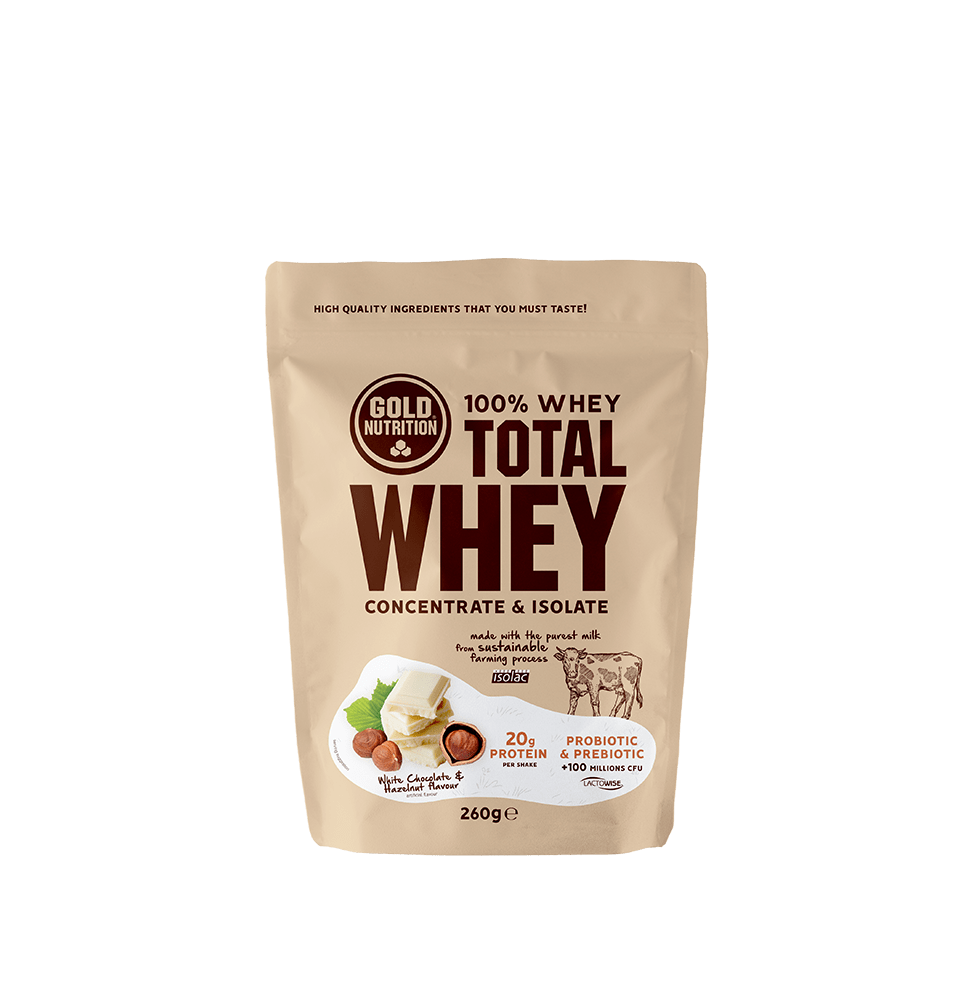 HIGH QUALITY INGREDIENTS THAT YOU MUST TASTE!
GOLD
NUTRITION®
100% WHEY
TOTAL
WHEY
CONCENTRATE & ISOLATE
made with the purest milk
from sustainable
farming process
isolac
20g
PROTEIN
PER SHAKE
PROBIOTIC
& PREBIOTIC
+100 MILLIONS CFU
LACTOWISE
White Chocolate &
Hazelnut flavour
artificial flavour
260g℮